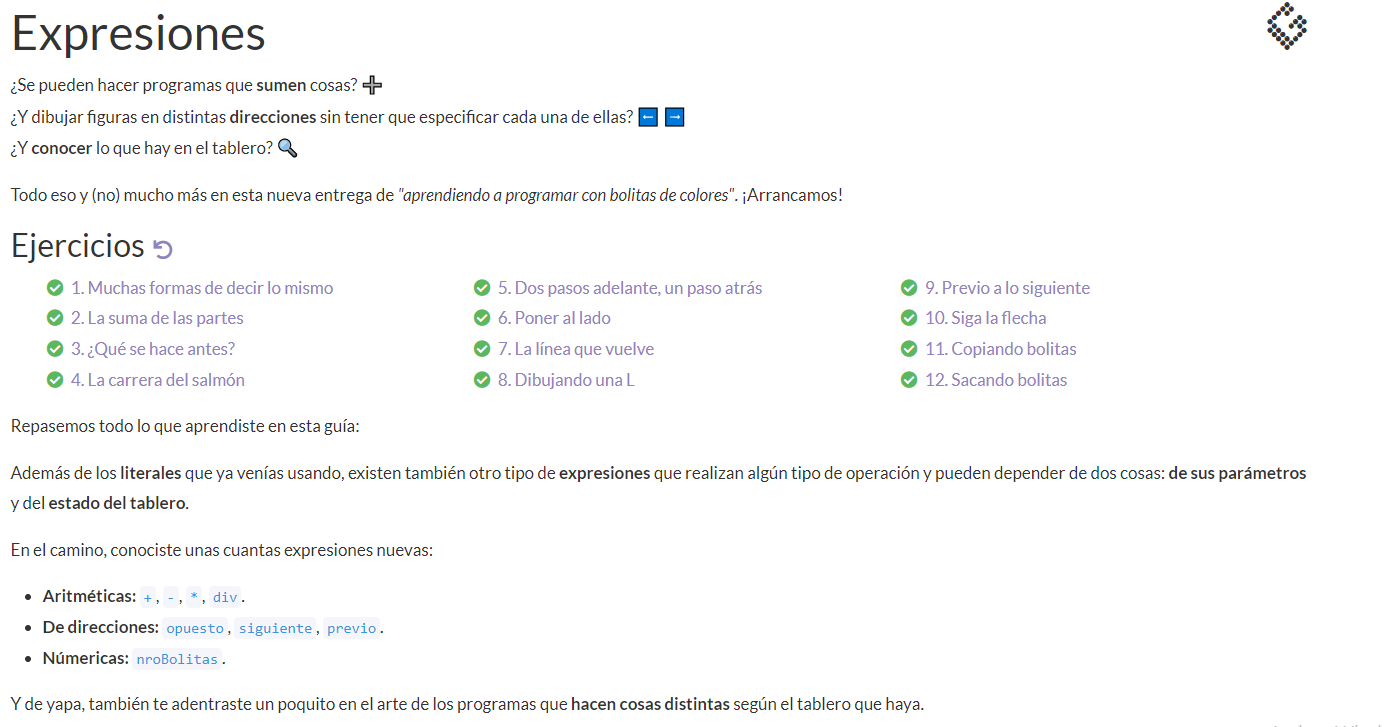 Expresiones
¿Se pueden hacer programas que sumen cosas? ➕
¿Y dibujar figuras en distintas direcciones sin tener que especificar cada una de ellas? ⬅ ➡
¿Y conocer lo que hay en el tablero? 🔍
Todo eso y (no) mucho más en esta nueva entrega de "aprendiendo a programar con bolitas de colores". ¡Arrancamos!
Ejercicios
1. Muchas formas de decir lo mismo
2. La suma de las partes
3. ¿Qué se hace antes?
4. La carrera del salmón
5. Dos pasos adelante, un paso atrás
6. Poner al lado
7. La línea que vuelve
8. Dibujando una L
9. Previo a lo siguiente
10. Siga la flecha
11. Copiando bolitas
12. Sacando bolitas
Repasemos todo lo que aprendiste en esta guía:
Además de los literales que ya venías usando, existen también otro tipo de expresiones que realizan algún tipo de operación y pueden depender de dos cosas: de sus parámetros
y del estado del tablero.
En el camino, conociste unas cuantas expresiones nuevas:
• Aritméticas: +, -, *, div.
• De direcciones: opuesto, siguiente, previo.
• Númericas: nroBolitas.
Y de yapa, también te adentraste un poquito en el arte de los programas que hacen cosas distintas según el tablero que haya.